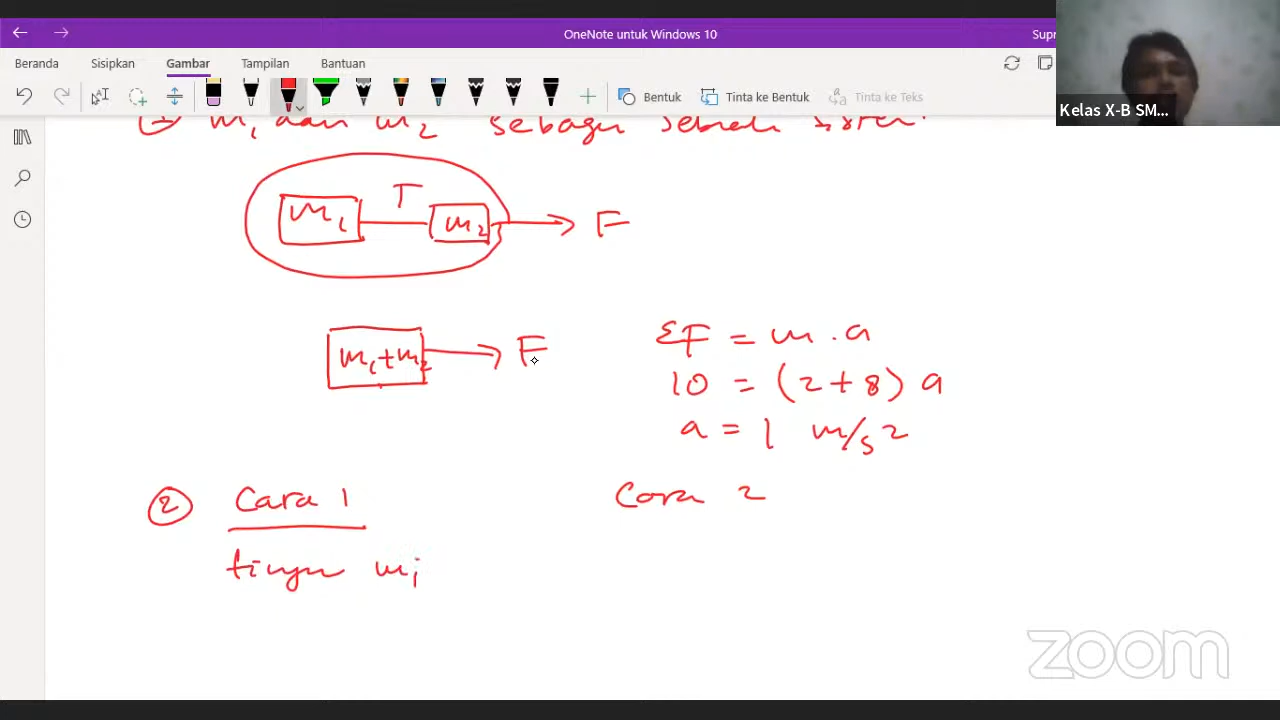 OneNote untuk Windows 10
Supr
Beranda
Sisipkan
Gambar
Tampilan
Bantuan
Bentuk
Tinta ke Bentuk
Tinta ke Teks
Kelas X-B SM...
① m₁ dan m₂ sebagai sebuah sistem.
m₁ T m₂ F
m₁+m₂ F
ΣF = m . a
10 = (2+8) a
a = 1 m/s2
② Cara 1
Cara 2
tinjau m₁
zoom